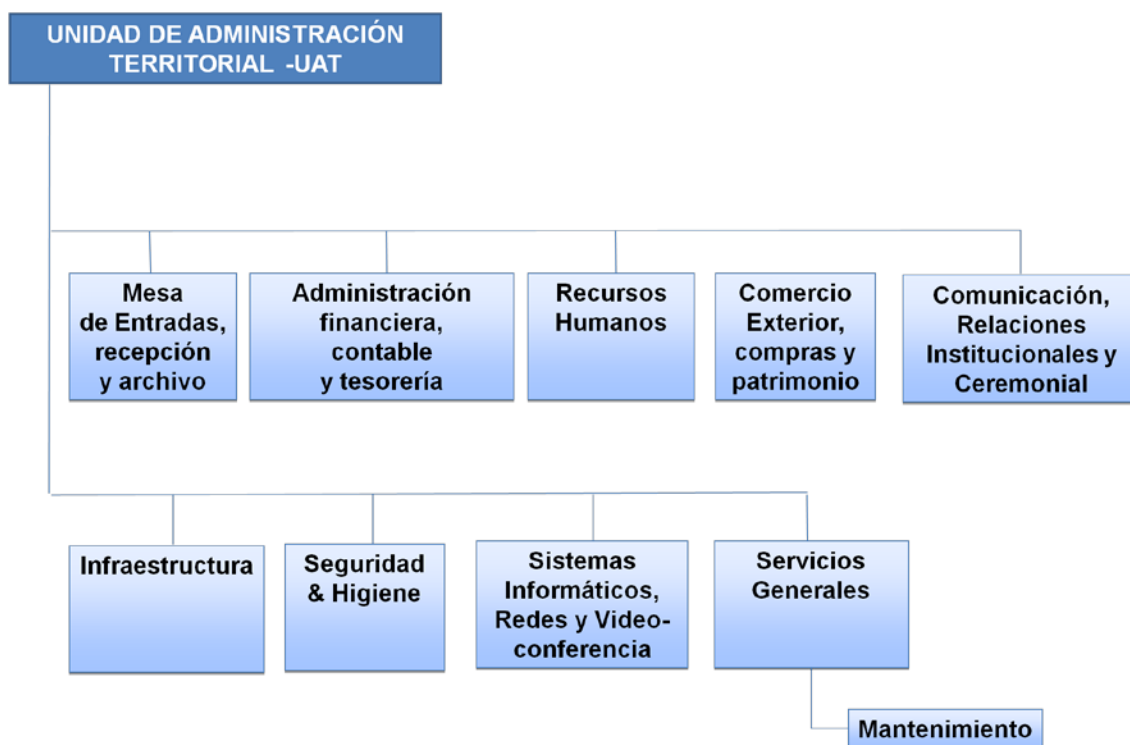 UNIDAD DE ADMINISTRACIÓN
TERRITORIAL -UAT
Mesa
de Entradas,
recepción
y archivo
Administración
financiera,
contable
y tesorería
Recursos
Humanos
Comercio
Exterior,
compras y
patrimonio
Comunicación,
Relaciones
Institucionales y
Ceremonial
Infraestructura
Seguridad
& Higiene
Sistemas
Informáticos,
Redes y Video-
conferencia
Servicios
Generales
Mantenimiento